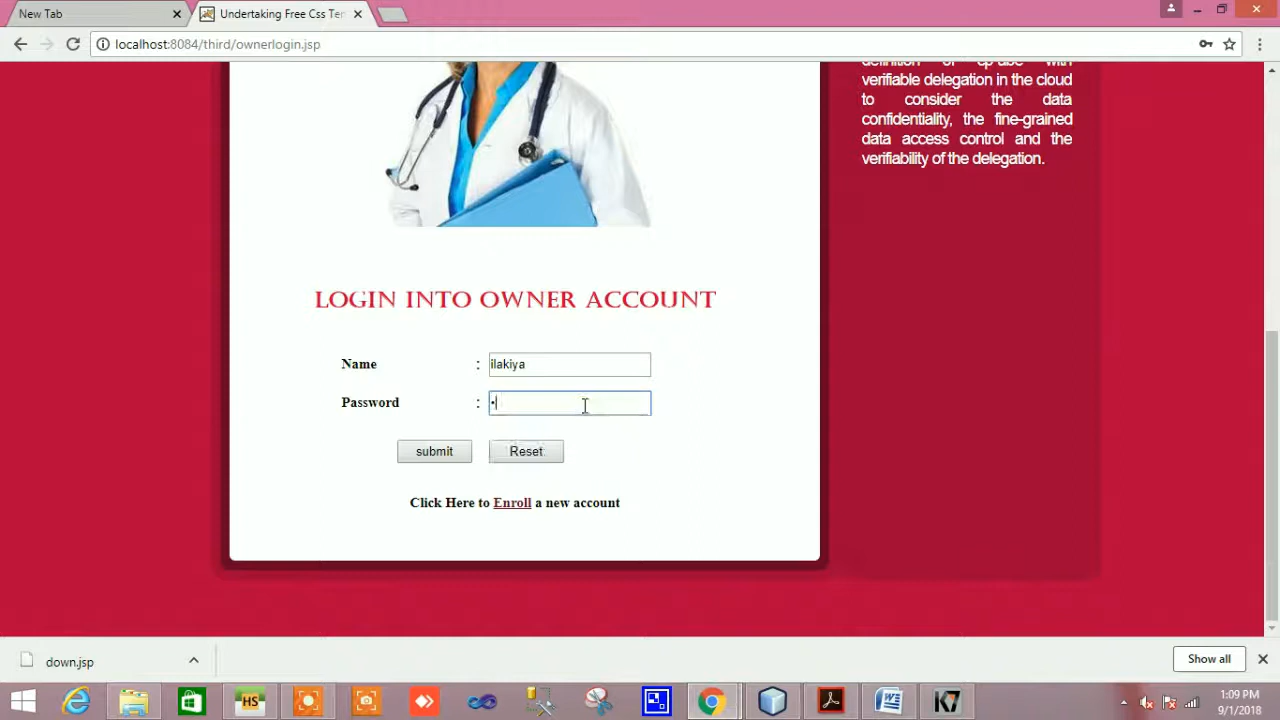 New Tab
Undertaking Free Css Ter
localhost:8084/third/ownerlogin.jsp
verifiable delegation in the cloud
to consider the data
confidentiality, the fine-grained
data access control and the
verifiability of the delegation.
LOGIN INTO OWNER ACCOUNT
Name : ilakiya
Password : •
submit Reset
Click Here to Enroll a new account
down.jsp
Show all
HS
W
K7
1:09 PM
9/1/2018